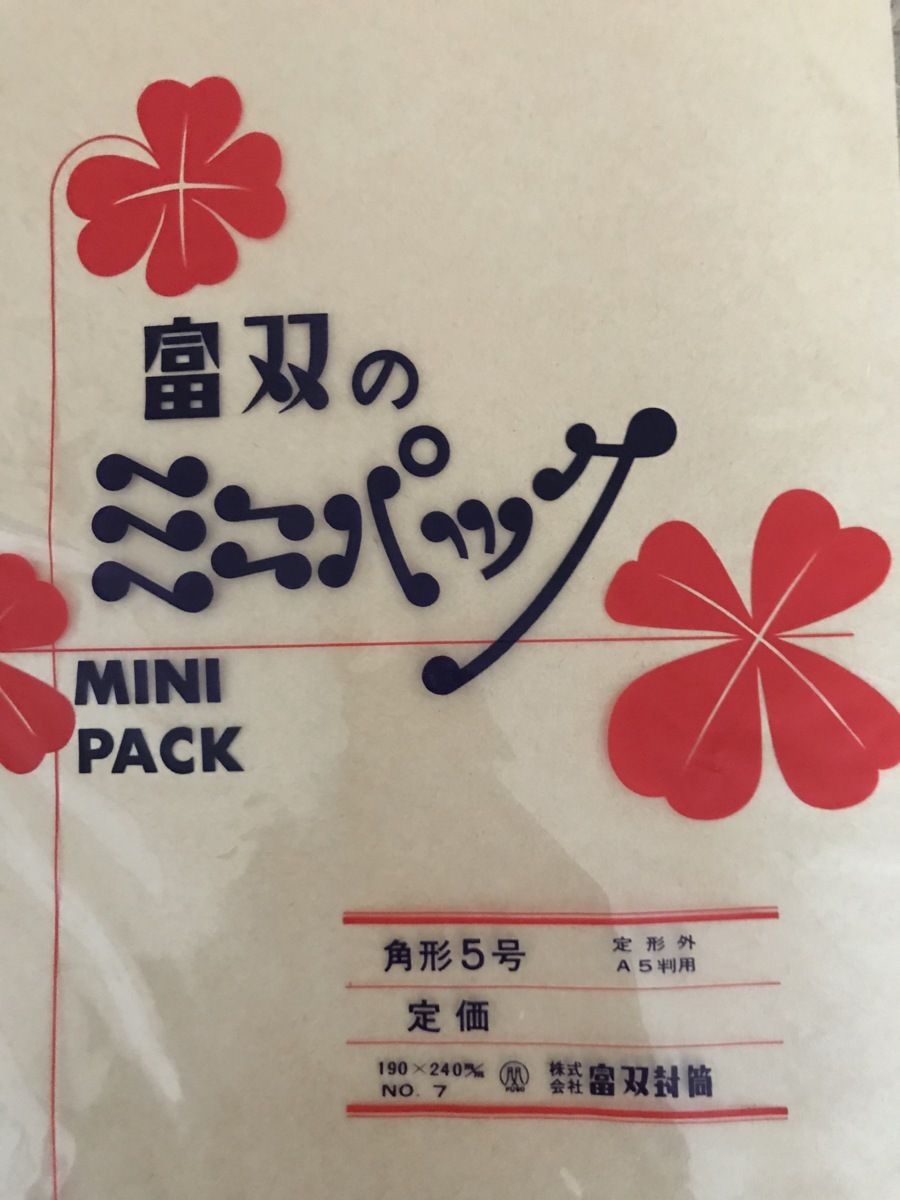 富双の
ミニパック
MINI
PACK
角形5号
定形外
A5判用
定価
190×240㎜
NO. 7
株式
会社
富双封筒